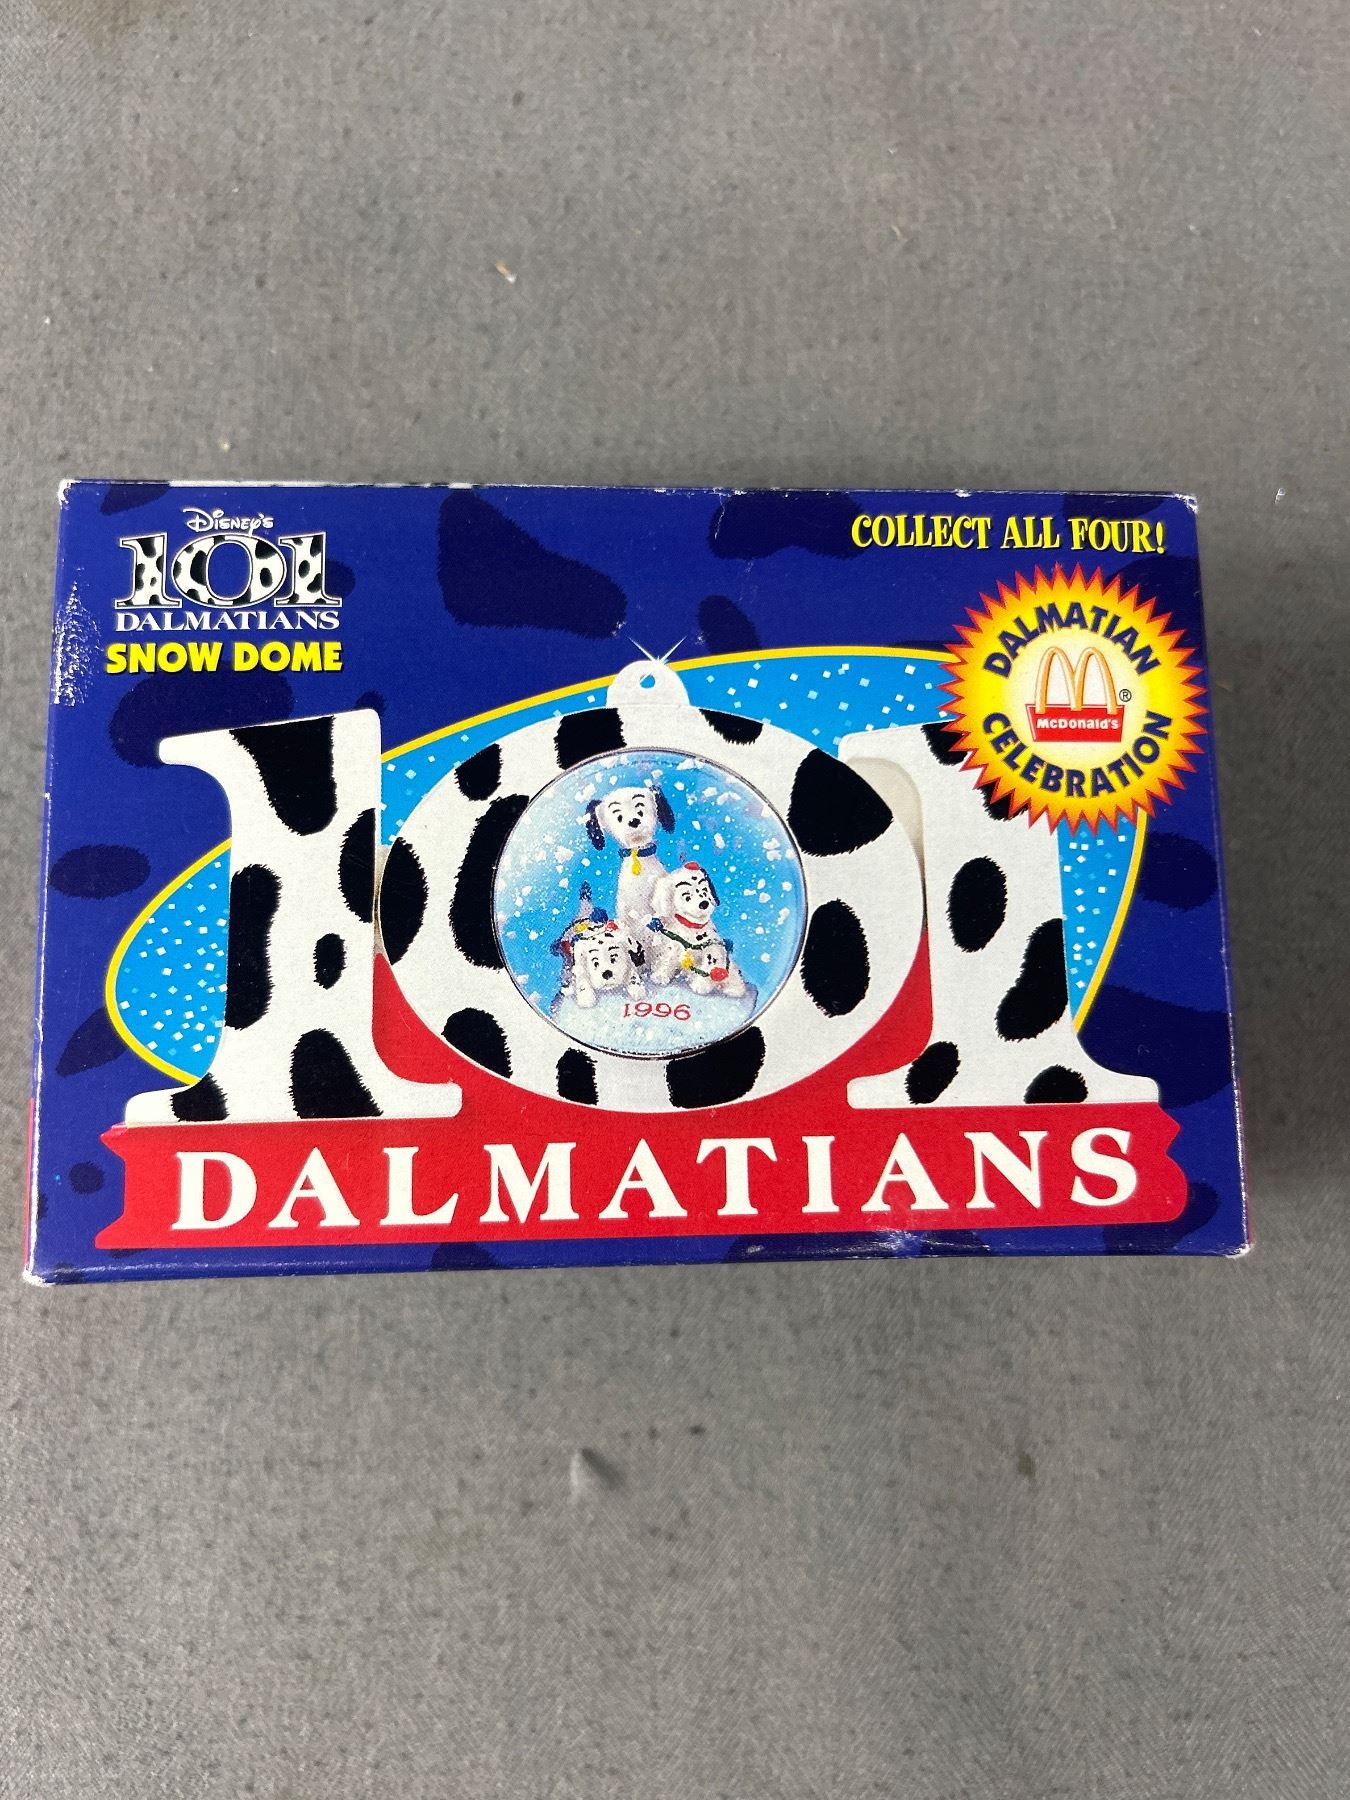 Disney's
101
DALMATIANS
SNOW DOME
COLLECT ALL FOUR!
DALMATIAN
McDonald's®
CELEBRATION
1996
101
DALMATIANS